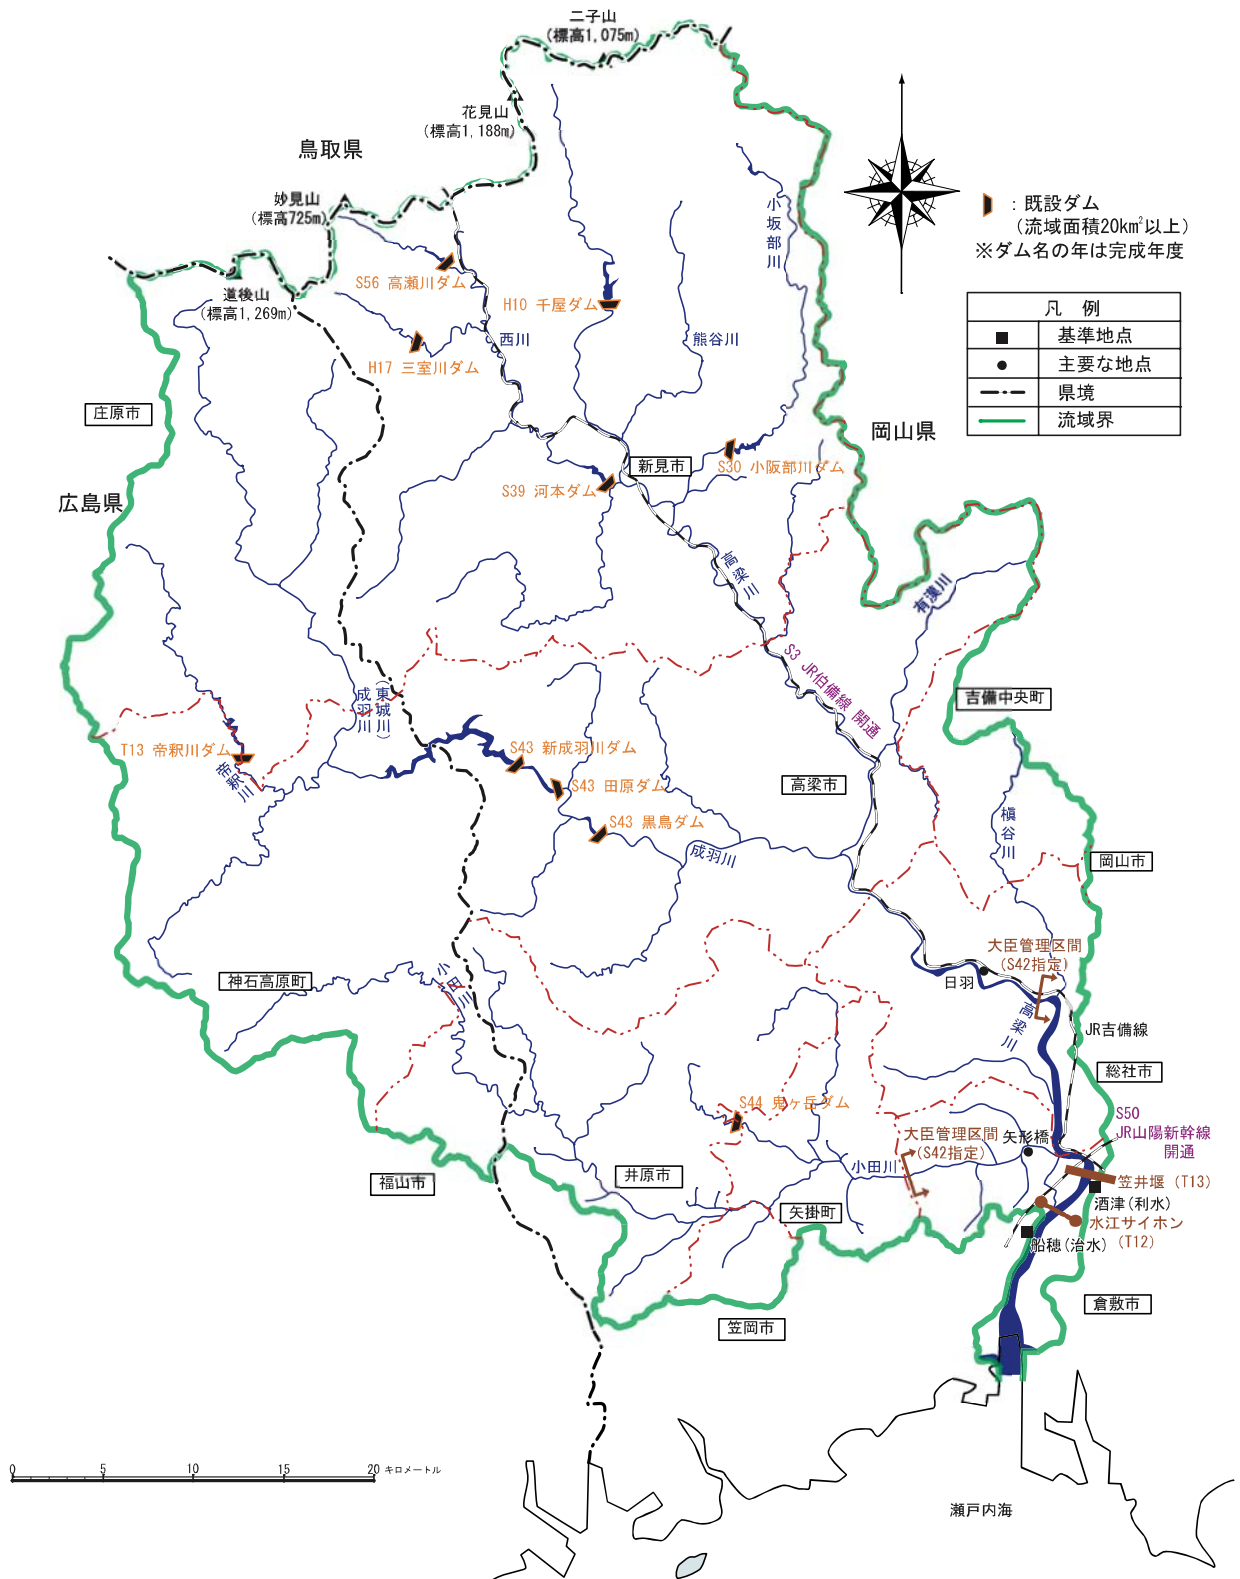 二子山
(標高1,075m)
花見山
(標高1,188m)
鳥取県
妙見山
(標高725m)
道後山
(標高1,269m)
S56 高瀬川ダム
H10 千屋ダム
H17 三室川ダム
西川
熊谷川
小坂部川
：既設ダム
(流域面積20km²以上)
※ダム名の年は完成年度
凡 例
基準地点
主要な地点
県境
流域界
庄原市
岡山県
広島県
新見市
S30 小阪部川ダム
S39 河本ダム
高梁川
有漢川
S3 JR伯備線 開通
吉備中央町
成羽川
(東城川)
T13 帝釈川ダム
帝釈川
S43 新成羽川ダム
S43 田原ダム
S43 黒鳥ダム
高梁市
成羽川
槇谷川
岡山市
大臣管理区間
(S42指定)
日羽
神石高原町
小田川
高梁川
JR吉備線
総社市
S44 鬼ヶ岳ダム
S50
JR山陽新幹線
開通
大臣管理区間
(S42指定)
矢形橋
小田川
井原市
福山市
矢掛町
笠井堰 (T13)
酒津(利水)
水江サイホン
(T12)
船穂(治水)
倉敷市
笠岡市
0 5 10 15 20 キロメートル
瀬戸内海